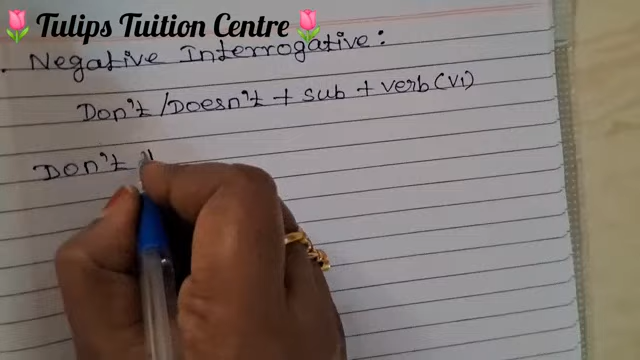 🌷Tulips Tuition Centre🌷
. Negative Interrogative:
Don't /Doesn't + sub + verb(V1)
Don't